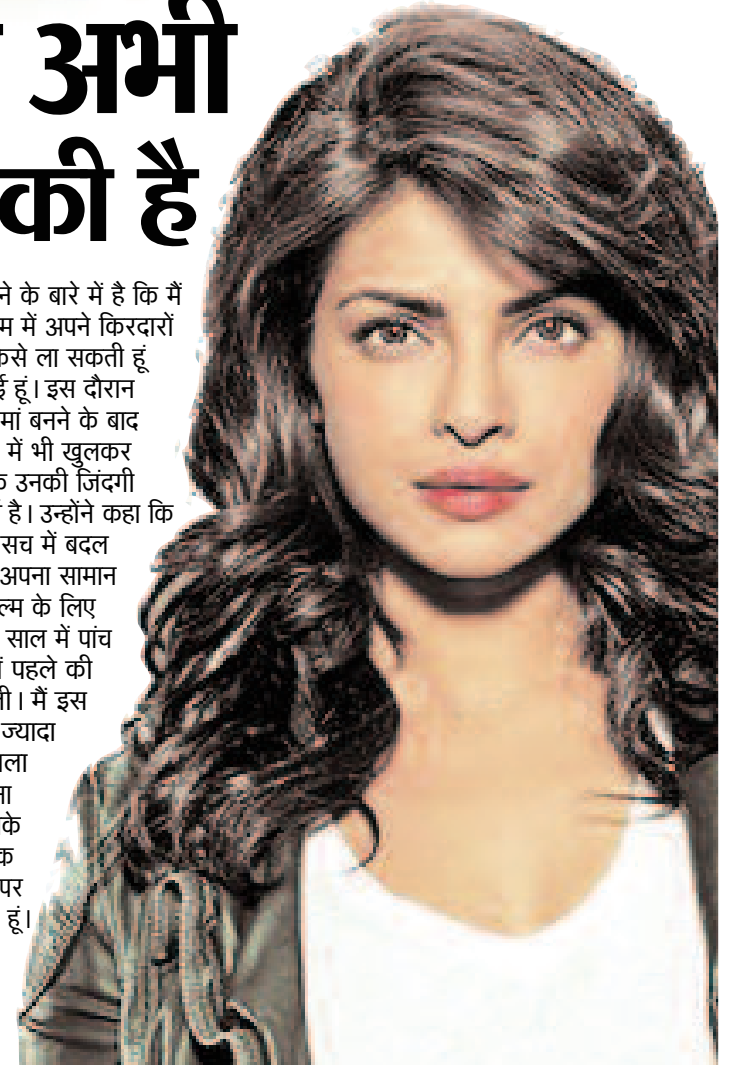 अभी
की है
के बारे में है कि मैं
में अपने किरदारों
ला सकती हूं
हूं। इस दौरान
मां बनने के बाद
में भी खुलकर
उनकी जिंदगी
है। उन्होंने कहा कि
सच में बदल
अपना सामान
के लिए
साल में पांच
पहले की
मैं इस
ज्यादा
पर
हूं।